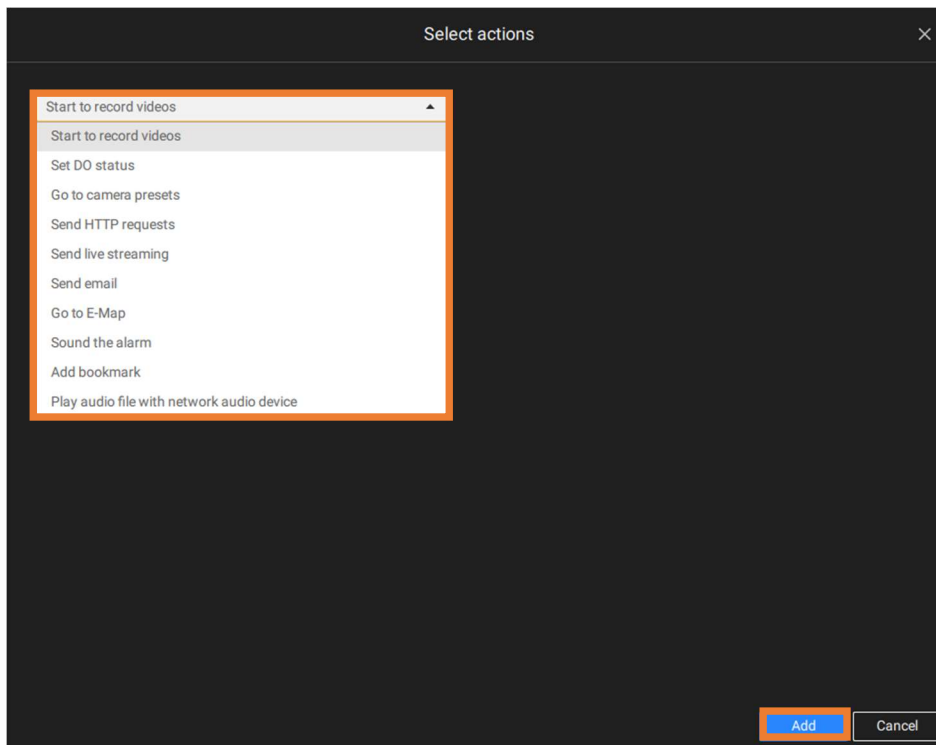 Select actions
Start to record videos
Start to record videos
Set DO status
Go to camera presets
Send HTTP requests
Send live streaming
Send email
Go to E-Map
Sound the alarm
Add bookmark
Play audio file with network audio device
Add
Cancel